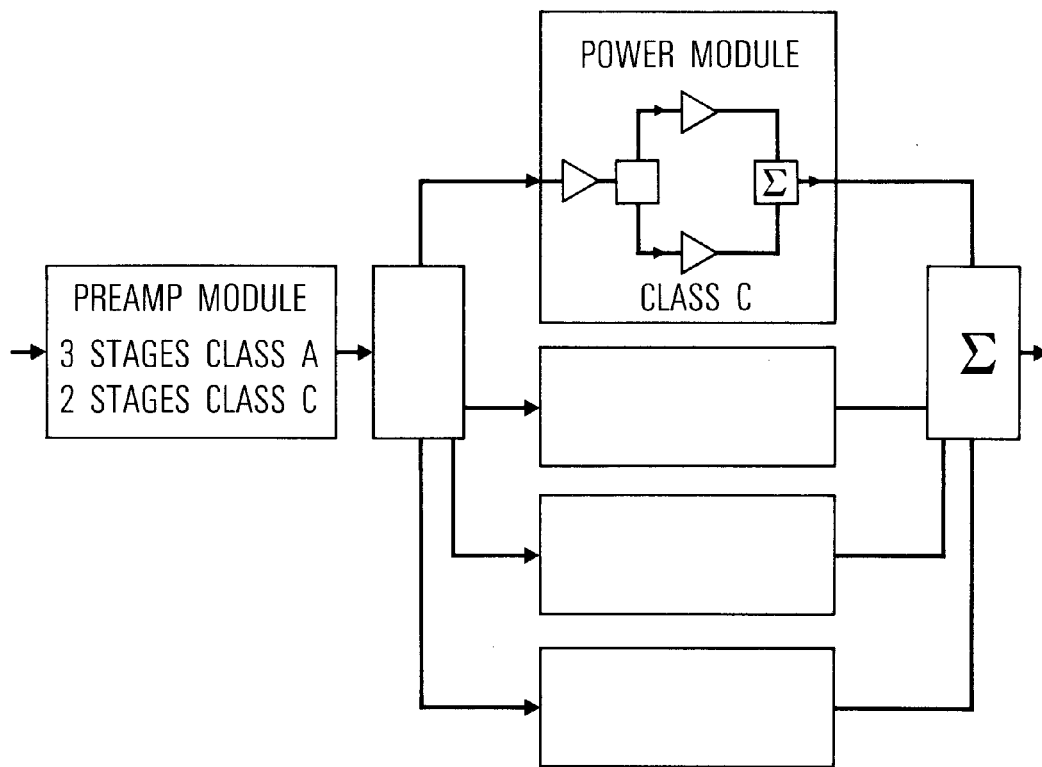 POWER MODULE
Σ
CLASS C
PREAMP MODULE
3 STAGES CLASS A
2 STAGES CLASS C
Σ